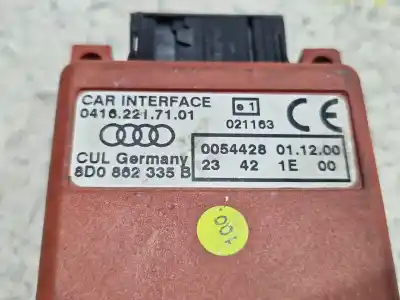 CAR INTERFACE
0416.221.71.01
e 1
021163
CE
CUL Germany
8D0 862 335 B
0054428 01.12.00
23 42 1E 00
100